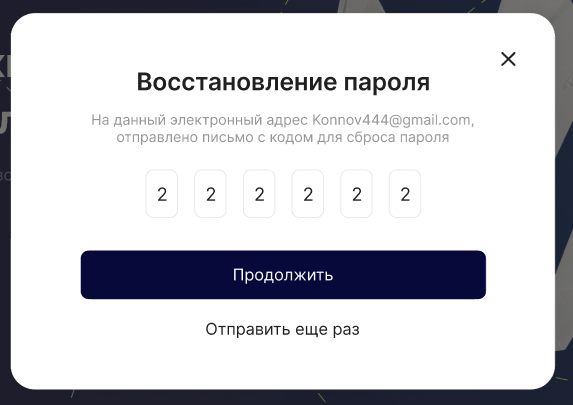 Восстановление пароля
На данный электронный адрес Konnov444@gmail.com,
отправлено письмо с кодом для сброса пароля
2 2 2 2 2 2
Продолжить
Отправить еще раз